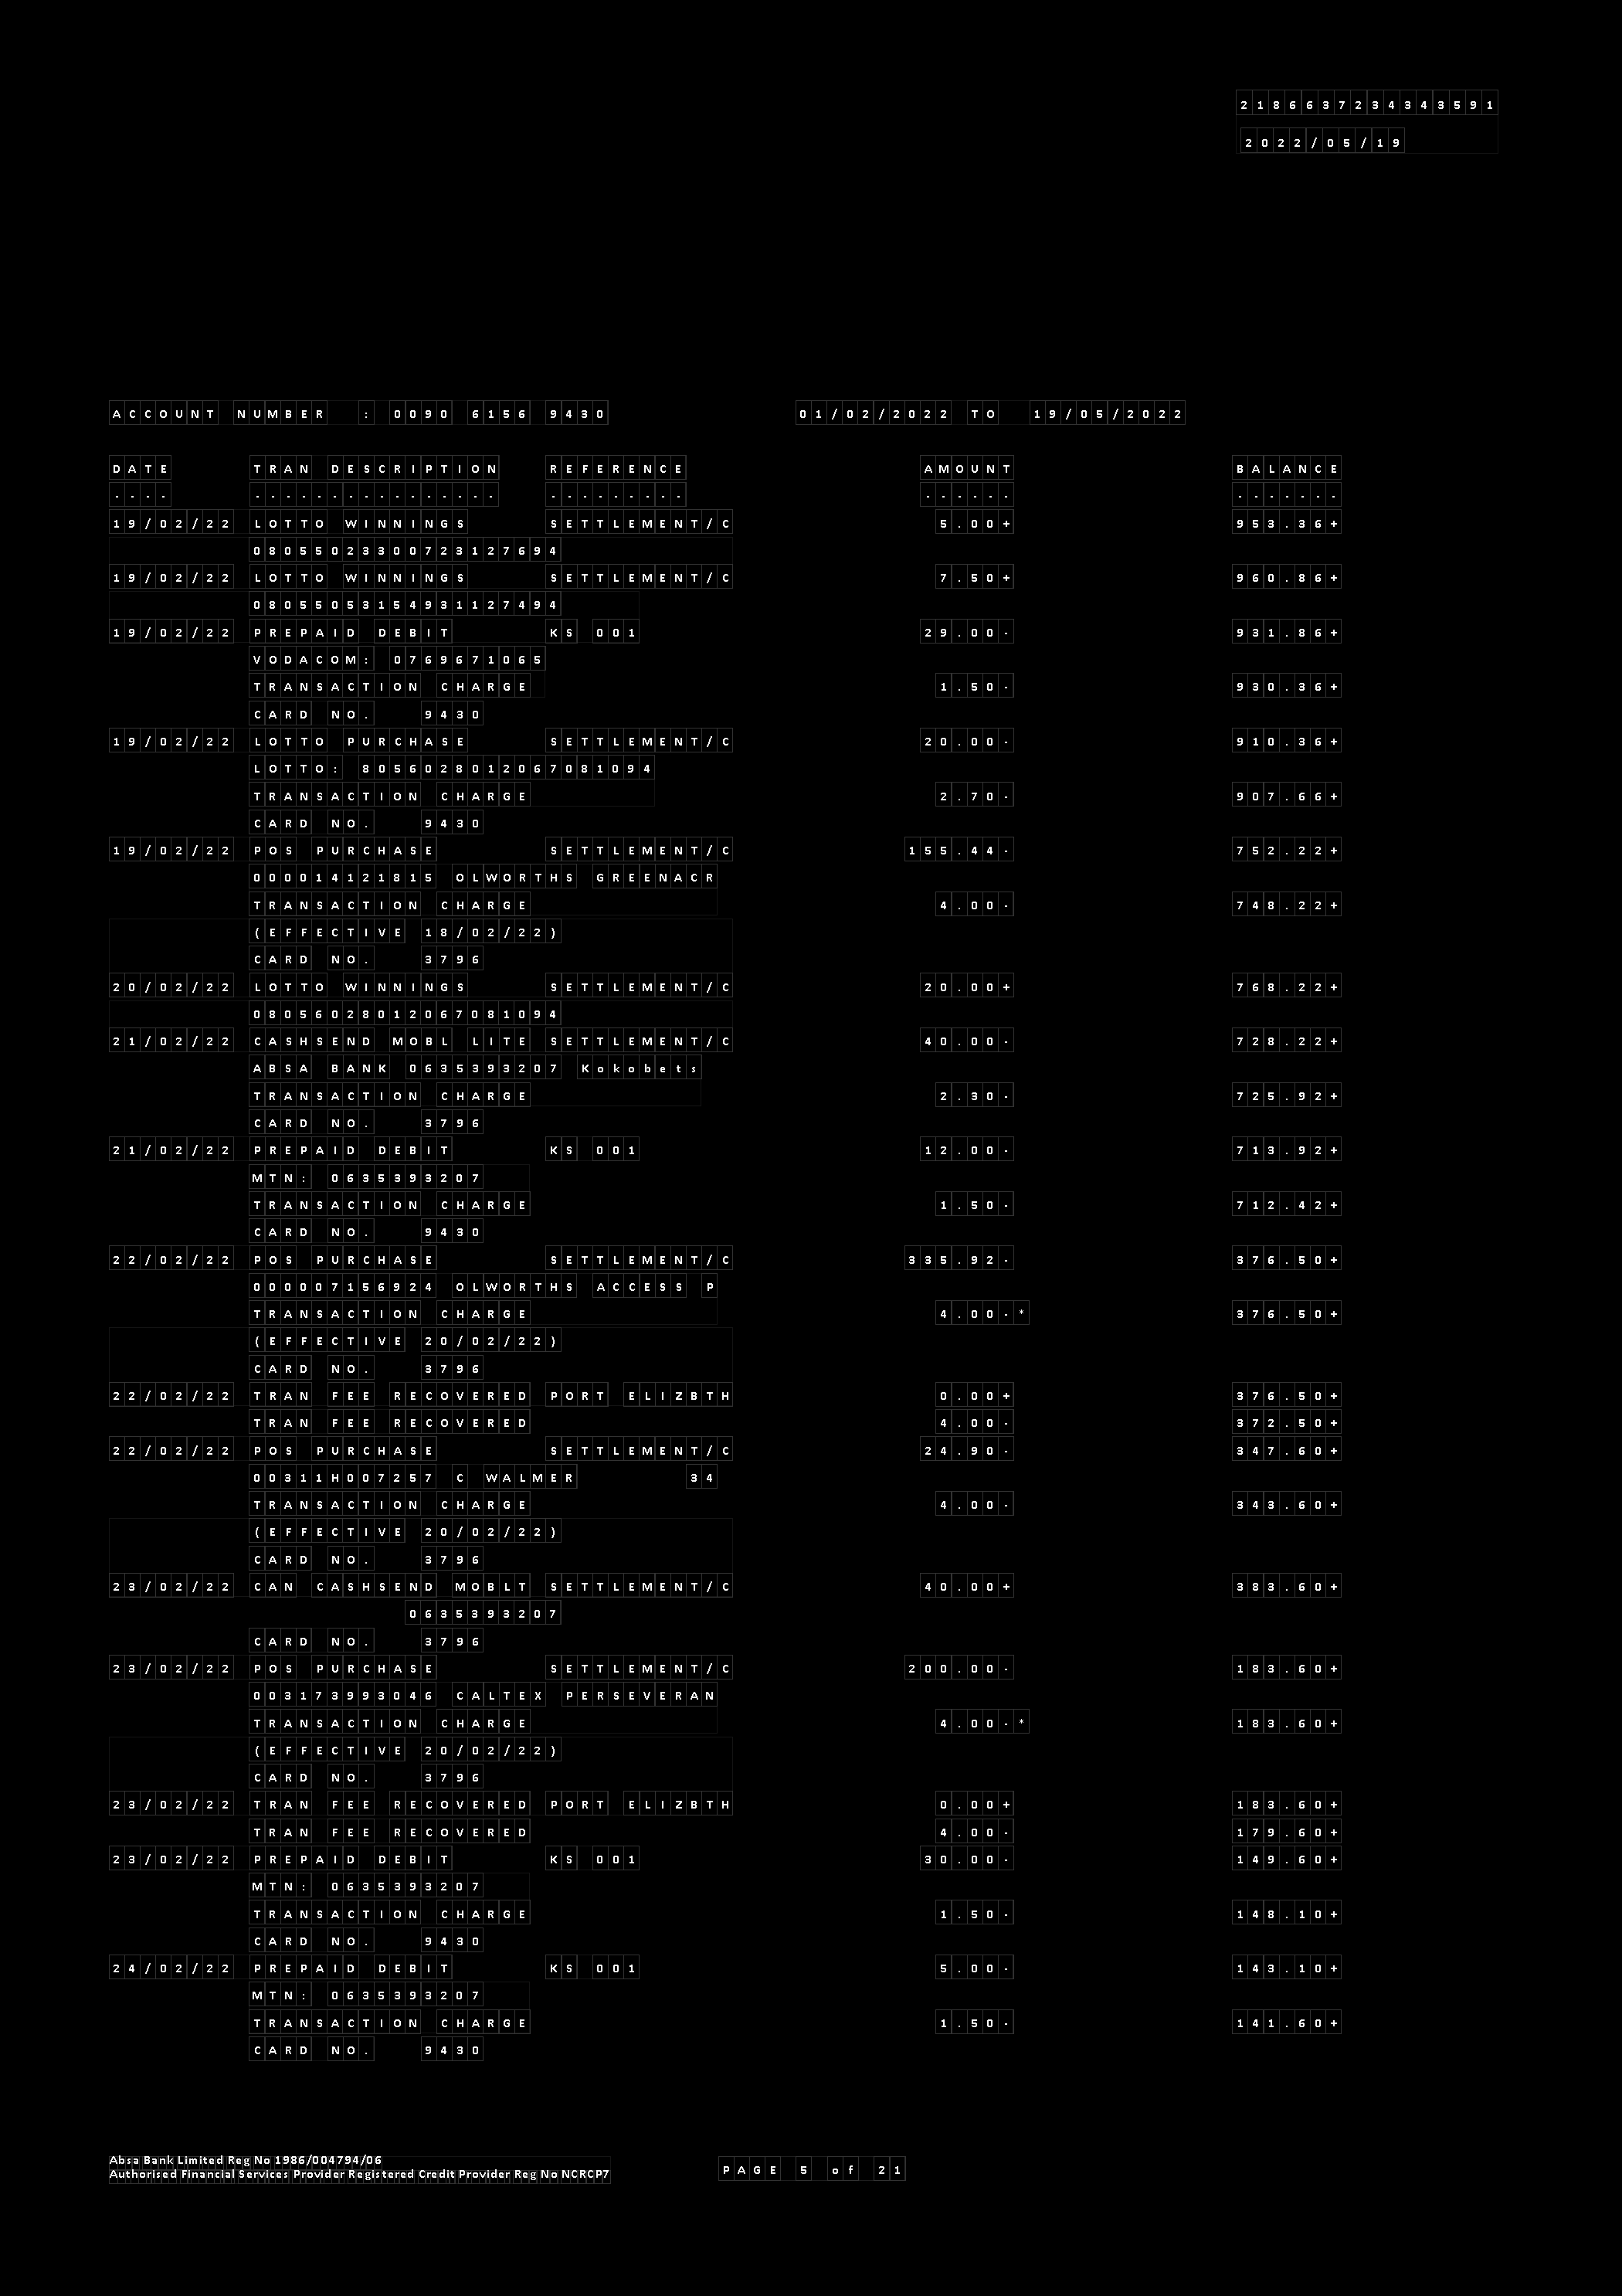 2186637234343591
2022/05/19
ACCOUNT NUMBER : 0090 6156 9430 01/02/2022 TO 19/05/2022
DATE TRAN DESCRIPTION REFERENCE AMOUNT BALANCE
---- ---------------- --------- ------ -------
19/02/22 LOTTO WINNINGS SETTLEMENT/C 5.00+ 953.36+
08055023300723127694
19/02/22 LOTTO WINNINGS SETTLEMENT/C 7.50+ 960.86+
08055053154931127494
19/02/22 PREPAID DEBIT KS 001 29.00- 931.86+
VODACOM: 0769671065
TRANSACTION CHARGE 1.50- 930.36+
CARD NO. 9430
19/02/22 LOTTO PURCHASE SETTLEMENT/C 20.00- 910.36+
LOTTO: 8056028012067081094
TRANSACTION CHARGE 2.70- 907.66+
CARD NO. 9430
19/02/22 POS PURCHASE SETTLEMENT/C 155.44- 752.22+
000014121815 OLWORTHS GREENACR
TRANSACTION CHARGE 4.00- 748.22+
(EFFECTIVE 18/02/22)
CARD NO. 3796
20/02/22 LOTTO WINNINGS SETTLEMENT/C 20.00+ 768.22+
08056028012067081094
21/02/22 CASHSEND MOBL LITE SETTLEMENT/C 40.00- 728.22+
ABSA BANK 0635393207 Kokobets
TRANSACTION CHARGE 2.30- 725.92+
CARD NO. 3796
21/02/22 PREPAID DEBIT KS 001 12.00- 713.92+
MTN: 0635393207
TRANSACTION CHARGE 1.50- 712.42+
CARD NO. 9430
22/02/22 POS PURCHASE SETTLEMENT/C 335.92- 376.50+
000007156924 OLWORTHS ACCESS P
TRANSACTION CHARGE 4.00-* 376.50+
(EFFECTIVE 20/02/22)
CARD NO. 3796
22/02/22 TRAN FEE RECOVERED PORT ELIZBTH 0.00+ 376.50+
TRAN FEE RECOVERED 4.00- 372.50+
22/02/22 POS PURCHASE SETTLEMENT/C 24.90- 347.60+
00311H007257 C WALMER 34
TRANSACTION CHARGE 4.00- 343.60+
(EFFECTIVE 20/02/22)
CARD NO. 3796
23/02/22 CAN CASHSEND MOBLT SETTLEMENT/C 40.00+ 383.60+
0635393207
CARD NO. 3796
23/02/22 POS PURCHASE SETTLEMENT/C 200.00- 183.60+
003173993046 CALTEX PERSEVERAN
TRANSACTION CHARGE 4.00-* 183.60+
(EFFECTIVE 20/02/22)
CARD NO. 3796
23/02/22 TRAN FEE RECOVERED PORT ELIZBTH 0.00+ 183.60+
TRAN FEE RECOVERED 4.00- 179.60+
23/02/22 PREPAID DEBIT KS 001 30.00- 149.60+
MTN: 0635393207
TRANSACTION CHARGE 1.50- 148.10+
CARD NO. 9430
24/02/22 PREPAID DEBIT KS 001 5.00- 143.10+
MTN: 0635393207
TRANSACTION CHARGE 1.50- 141.60+
CARD NO. 9430
Absa Bank Limited Reg No 1986/004794/06
Authorised Financial Services Provider Registered Credit Provider Reg No NCRCP7
PAGE 5 of 21